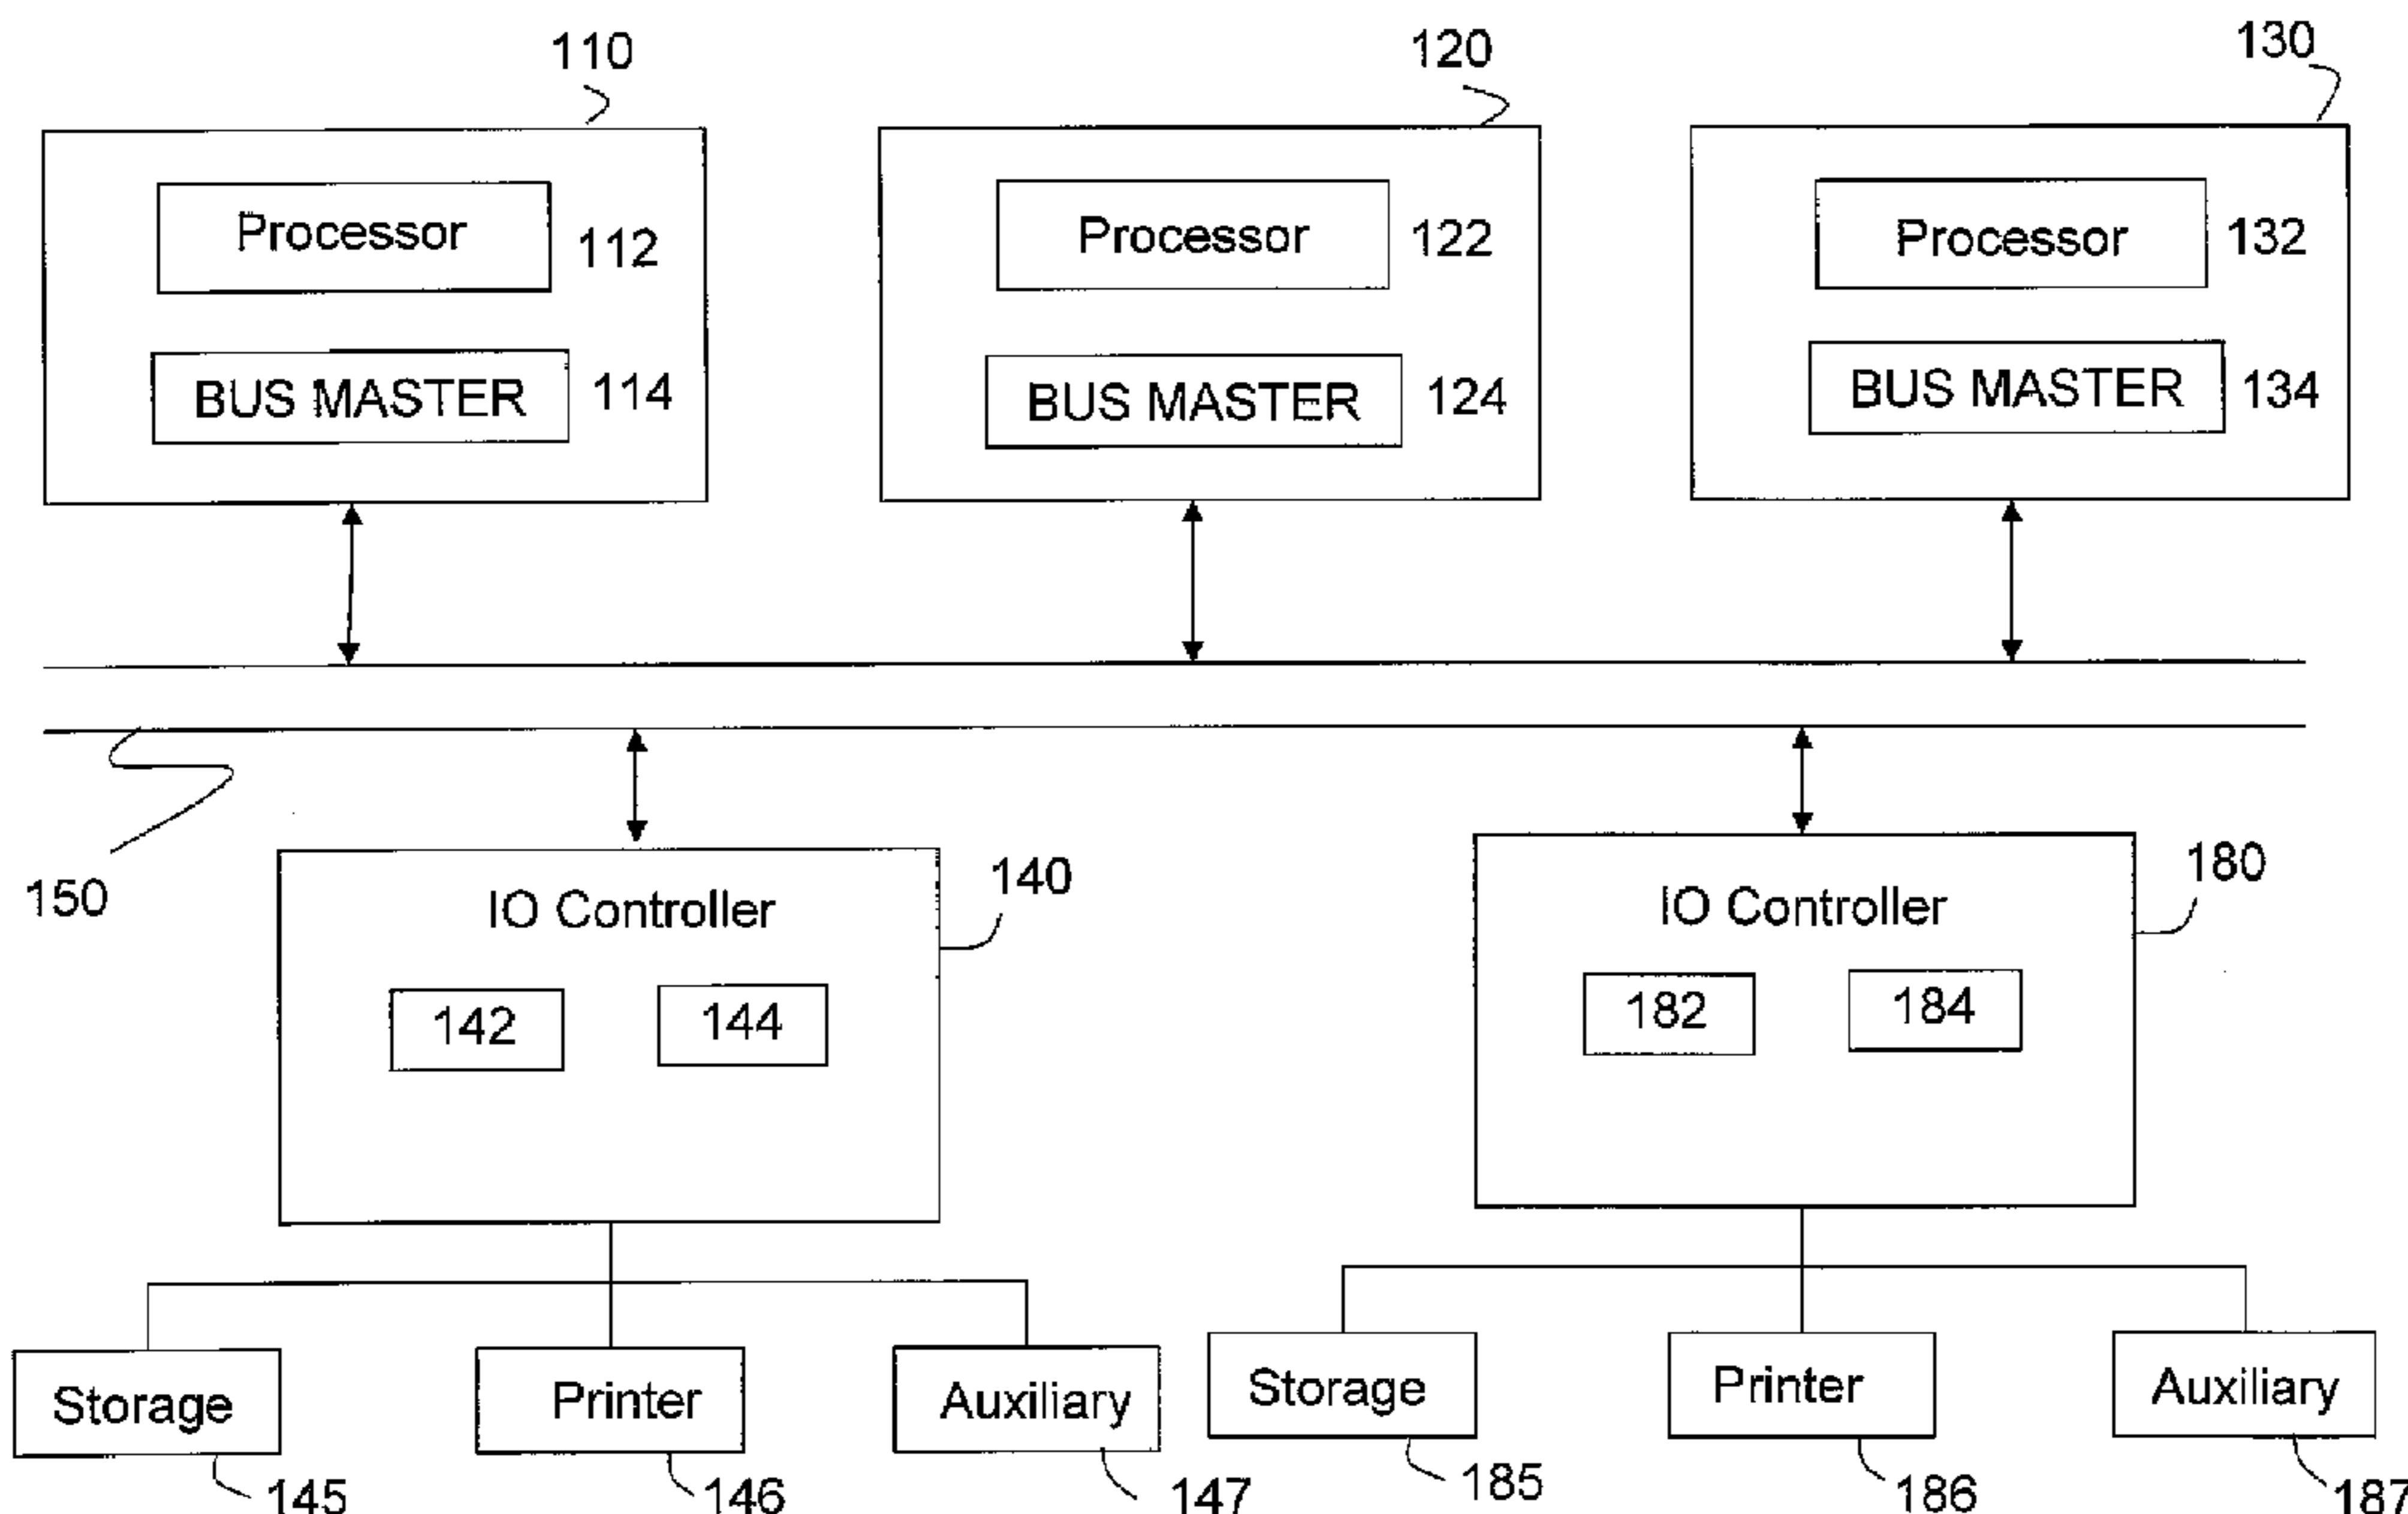 110
120
130
Processor
112
Processor
122
Processor
132
BUS MASTER
114
BUS MASTER
124
BUS MASTER
134
150
IO Controller
140
IO Controller
180
142
144
182
184
Storage
Printer
Auxiliary
Storage
Printer
Auxiliary
145
146
147
185
186
187